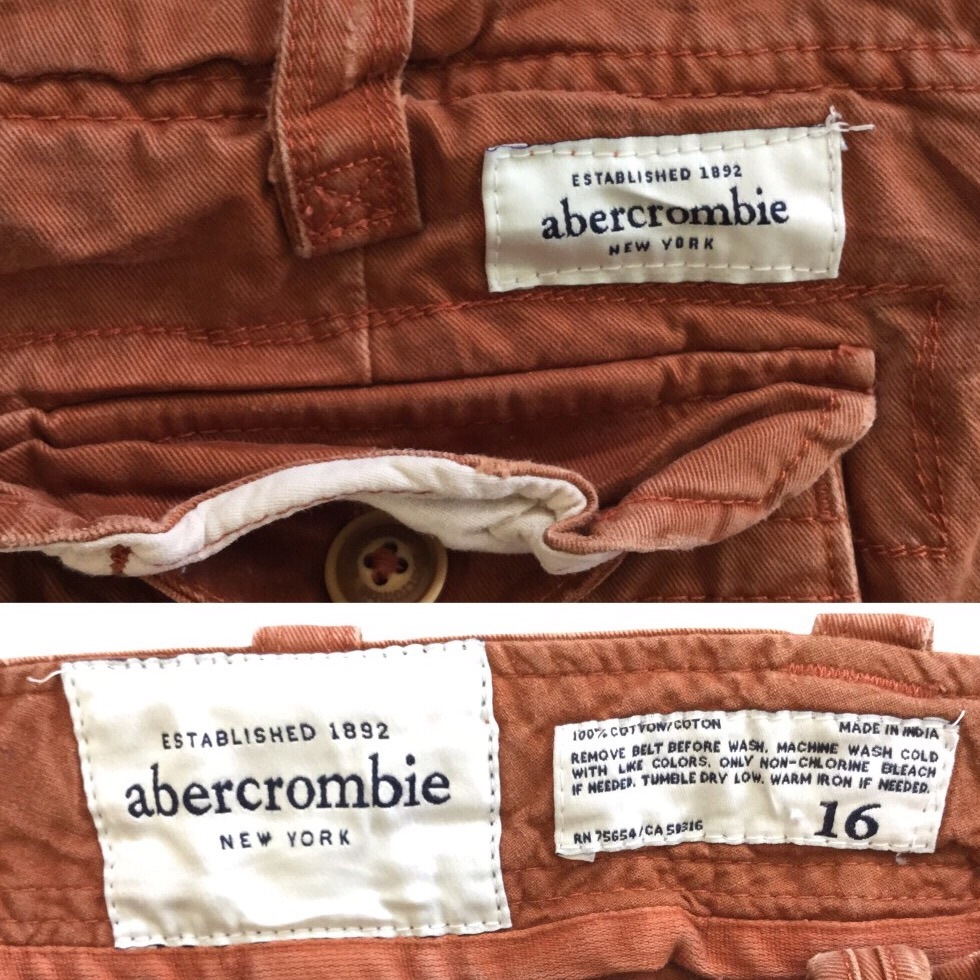 ESTABLISHED 1892
abercrombie
NEW YORK
ESTABLISHED 1892
abercrombie
NEW YORK
100% COTTON/COTON MADE IN INDIA
REMOVE BELT BEFORE WASH. MACHINE WASH COLD
WITH LIKE COLORS. ONLY NON-CHLORINE BLEACH
IF NEEDED. TUMBLE DRY LOW. WARM IRON IF NEEDED.
16
RN 75654/CA 50316